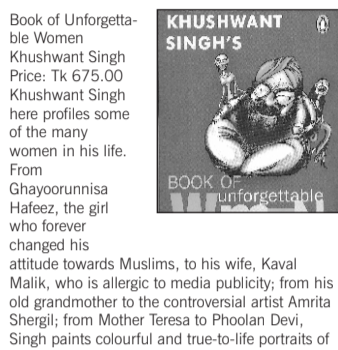 Book of Unforgetta-
ble Women
Khushwant Singh
Price: Tk 675.00
Khushwant Singh
here profiles some
of the many
women in his life.
From
Ghayoorunnisa
Hafeez, the girl
who forever
changed his
attitude towards Muslims, to his wife, Kaval
Malik, who is allergic to media publicity; from his
old grandmother to the controversial artist Amrita
Shergil; from Mother Teresa to Phoolan Devi,
Singh paints colourful and true-to-life portraits of
KHUSHWANT
SINGH'S
BOOK OF
unforgettable
Women